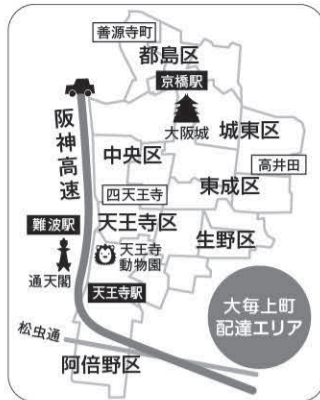 善源寺町
都島区
京橋駅
大阪城
城東区
阪神高速
中央区
高井田
東成区
四天王寺
天王寺区
難波駅
生野区
天王寺
動物園
通天閣
天王寺駅
大毎上町
配達エリア
松虫通
阿倍野区